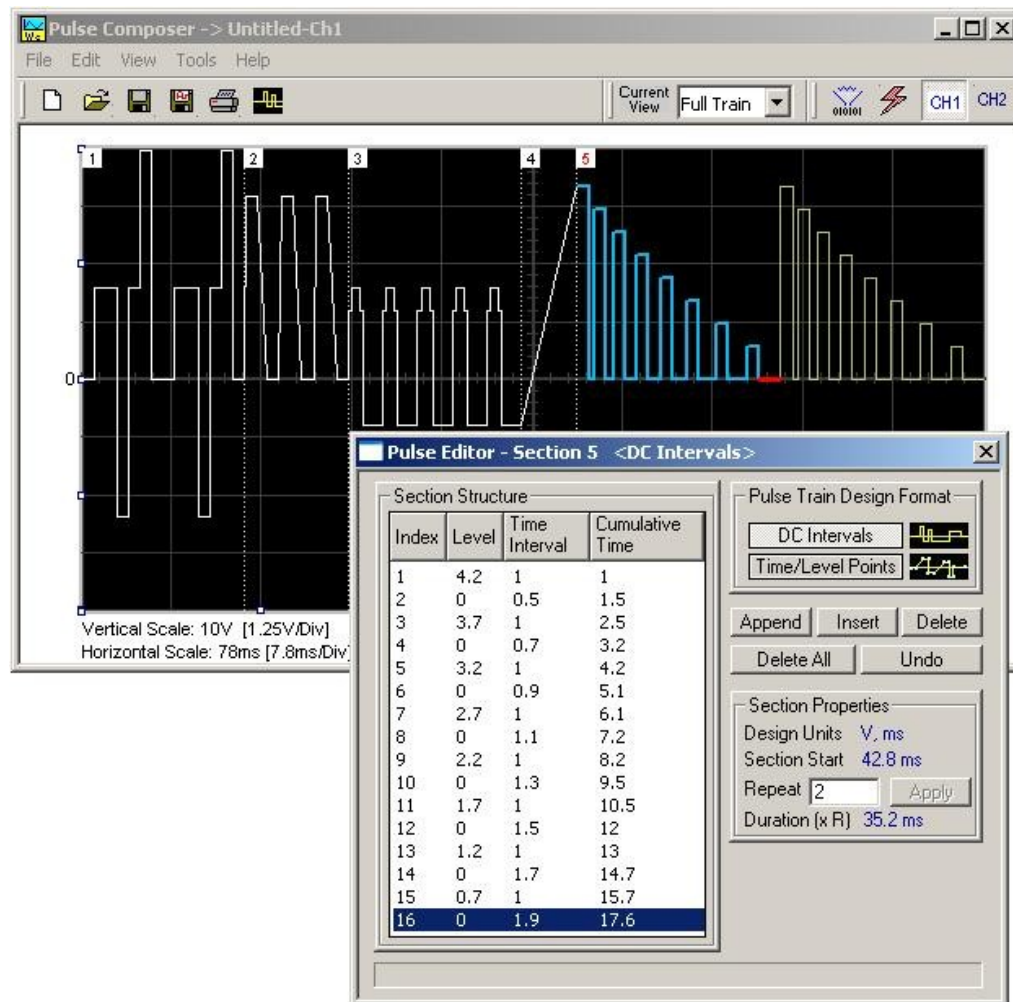 Pulse Composer -> Untitled-Ch1
File Edit View Tools Help
Current View Full Train 010101 CH1 CH2
1 2 3 4 5
0
Vertical Scale: 10V [1.25V/Div]
Horizontal Scale: 78ms [7.8ms/Div]
Pulse Editor - Section 5 <DC Intervals>
Section Structure
Index Level Time Interval Cumulative Time
1 4.2 1 1
2 0 0.5 1.5
3 3.7 1 2.5
4 0 0.7 3.2
5 3.2 1 4.2
6 0 0.9 5.1
7 2.7 1 6.1
8 0 1.1 7.2
9 2.2 1 8.2
10 0 1.3 9.5
11 1.7 1 10.5
12 0 1.5 12
13 1.2 1 13
14 0 1.7 14.7
15 0.7 1 15.7
16 0 1.9 17.6
Pulse Train Design Format
DC Intervals
Time/Level Points
Append Insert Delete
Delete All Undo
Section Properties
Design Units V, ms
Section Start 42.8 ms
Repeat 2 Apply
Duration (x R) 35.2 ms